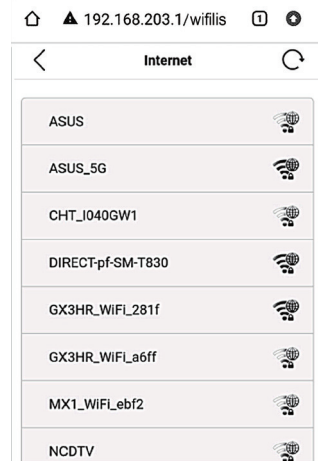 192.168.203.1/wifilis
1
Internet
ASUS
ASUS_5G
CHT_I040GW1
DIRECT-pf-SM-T830
GX3HR_WiFi_281f
GX3HR_WiFi_a6ff
MX1_WiFi_ebf2
NCDTV